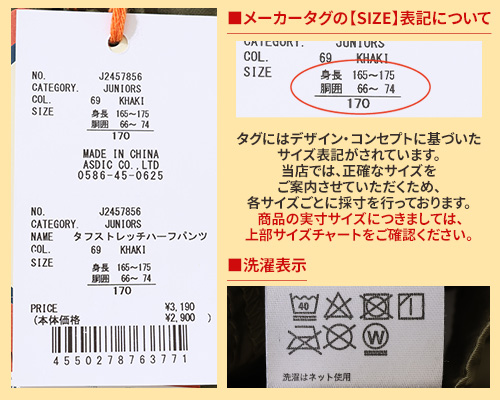 NO. J2457856
CATEGORY. JUNIORS
COL. 69 KHAKI
SIZE 身長 165～175
胴囲 66～ 74
170
MADE IN CHINA
ASDIC CO.,LTD
0586-45-0625
NO. J2457856
CATEGORY. JUNIORS
NAME タフストレッチハーフパンツ
COL. 69 KHAKI
SIZE 身長 165～175
胴囲 66～ 74
170
PRICE ¥3,190
(本体価格 ¥2,900 )
4550278763771
■メーカータグの【SIZE】表記について
JUNIORS
COL. 69 KHAKI
SIZE 身長 165～175
胴囲 66～ 74
170
タグにはデザイン・コンセプトに基づいた
サイズ表記がされています。
当店では、正確なサイズを
ご案内させていただくため、
各サイズごとに採寸を行っております。
商品の実寸サイズにつきましては、
上部サイズチャートをご確認ください。
■洗濯表示
40
W
洗濯はネット使用